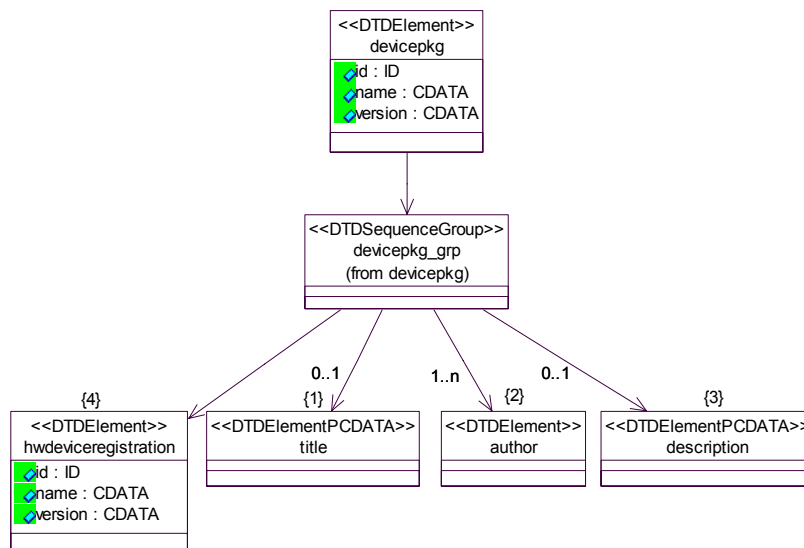 <<DTDElement>>
devicepkg
id : ID
name : CDATA
version : CDATA
<<DTDSequenceGroup>>
devicepkg_grp
(from devicepkg)
0..1
1..n
0..1
{4}
{1}
{2}
{3}
<<DTDElement>>
hwdeviceregistration
id : ID
name : CDATA
version : CDATA
<<DTDElementPCDATA>>
title
<<DTDElement>>
author
<<DTDElementPCDATA>>
description